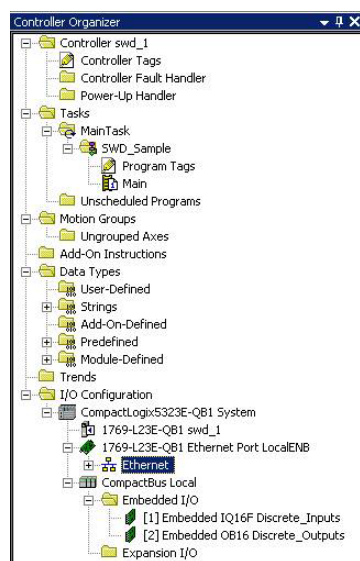 Controller Organizer
Controller swd_1
Controller Tags
Controller Fault Handler
Power-Up Handler
Tasks
MainTask
SWD_Sample
Program Tags
Main
Unscheduled Programs
Motion Groups
Ungrouped Axes
Add-On Instructions
Data Types
User-Defined
Strings
Add-On-Defined
Predefined
Module-Defined
Trends
I/O Configuration
CompactLogix5323E-QB1 System
1769-L23E-QB1 swd_1
1769-L23E-QB1 Ethernet Port LocalENB
Ethernet
CompactBus Local
Embedded I/O
[1] Embedded IQ16F Discrete_Inputs
[2] Embedded OB16 Discrete_Outputs
Expansion I/O